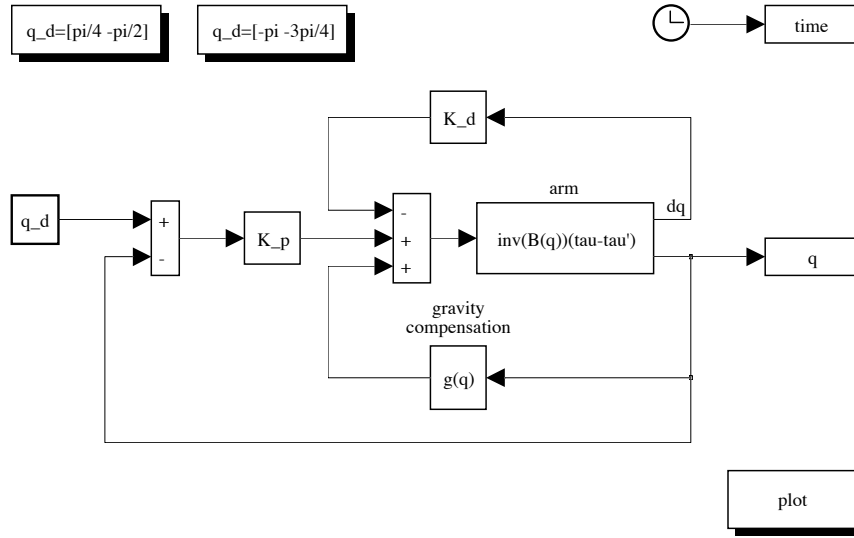 q_d=[pi/4 -pi/2]
q_d=[-pi -3pi/4]
time
K_d
arm
dq
q_d
+
-
K_p
-
+
+
inv(B(q))(tau-tau')
q
gravity
compensation
g(q)
plot